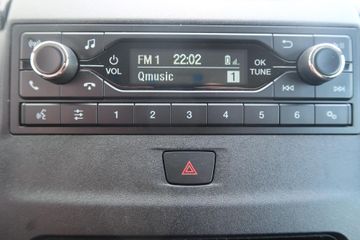 FM 1 22:02
Qmusic 1
VOL
OK
TUNE
1 2 3 4 5 6